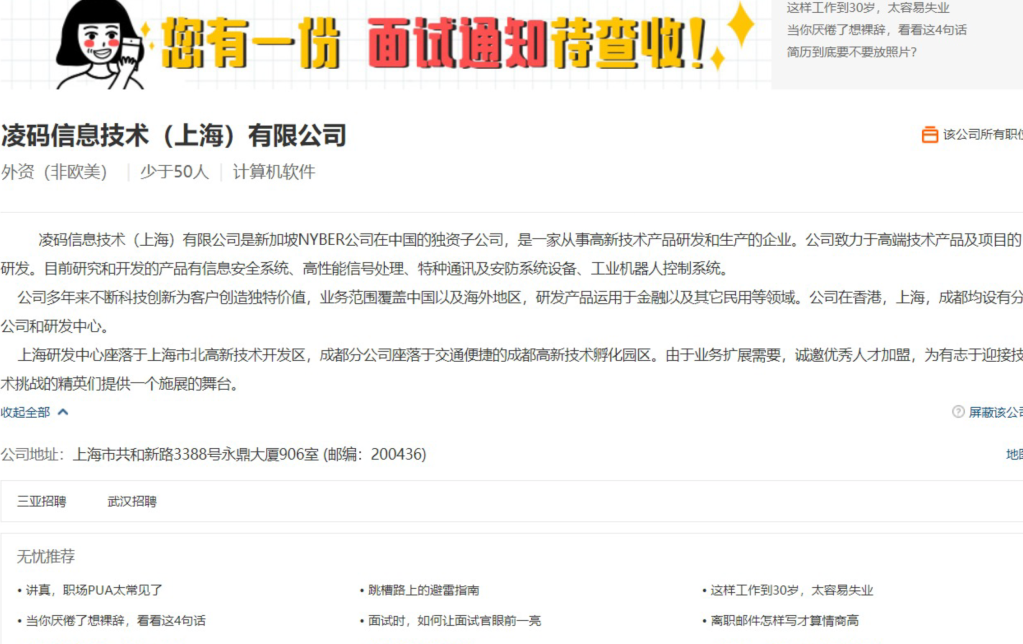 您有一份 面试通知待查收!
这样工作到30岁，太容易失业
当你厌倦了想裸辞，看看这4句话
简历到底要不要放照片?
凌码信息技术（上海）有限公司
该公司所有职位
外资（非欧美） | 少于50人 | 计算机软件
凌码信息技术（上海）有限公司是新加坡NYBER公司在中国的独资子公司，是一家从事高新技术产品研发和生产的企业。公司致力于高端技术产品及项目的
研发。目前研究和开发的产品有信息安全系统、高性能信号处理、特种通讯及安防系统设备、工业机器人控制系统。
公司多年来不断科技创新为客户创造独特价值，业务范围覆盖中国以及海外地区，研发产品运用于金融以及其它民用等领域。公司在香港，上海，成都均设有分
公司和研发中心。
上海研发中心座落于上海市北高新技术开发区，成都分公司座落于交通便捷的成都高新技术孵化园区。由于业务扩展需要，诚邀优秀人才加盟，为有志于迎接技
术挑战的精英们提供一个施展的舞台。
收起全部
? 屏蔽该公司
公司地址：上海市共和新路3388号永鼎大厦906室 (邮编：200436)
地图
三亚招聘 武汉招聘
无忧推荐
• 讲真，职场PUA太常见了 • 跳槽路上的避雷指南 • 这样工作到30岁，太容易失业
• 当你厌倦了想裸辞，看看这4句话 • 面试时，如何让面试官眼前一亮 • 离职邮件怎样写才算情商高